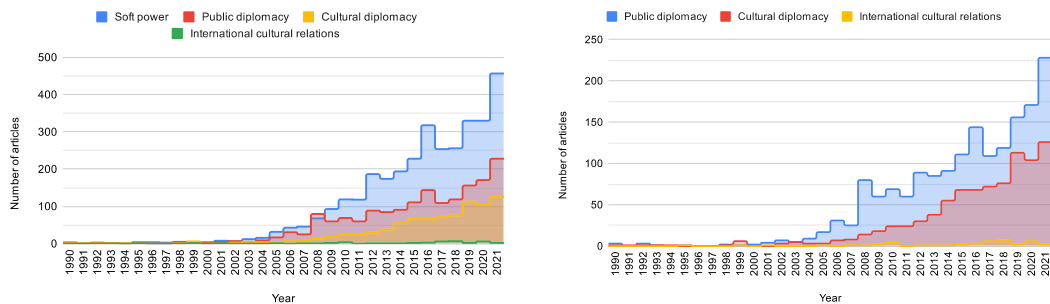 Soft power Public diplomacy Cultural diplomacy
International cultural relations
500
400
300
200
100
0
Number of articles
1990 1991 1992 1993 1994 1995 1996 1997 1998 1999 2000 2001 2002 2003 2004 2005 2006 2007 2008 2009 2010 2011 2012 2013 2014 2015 2016 2017 2018 2019 2020 2021
Year
Public diplomacy Cultural diplomacy International cultural relations
250
200
150
100
50
0
Number of articles
1990 1991 1992 1993 1994 1995 1996 1997 1998 1999 2000 2001 2002 2003 2004 2005 2006 2007 2008 2009 2010 2011 2012 2013 2014 2015 2016 2017 2018 2019 2020 2021
Year